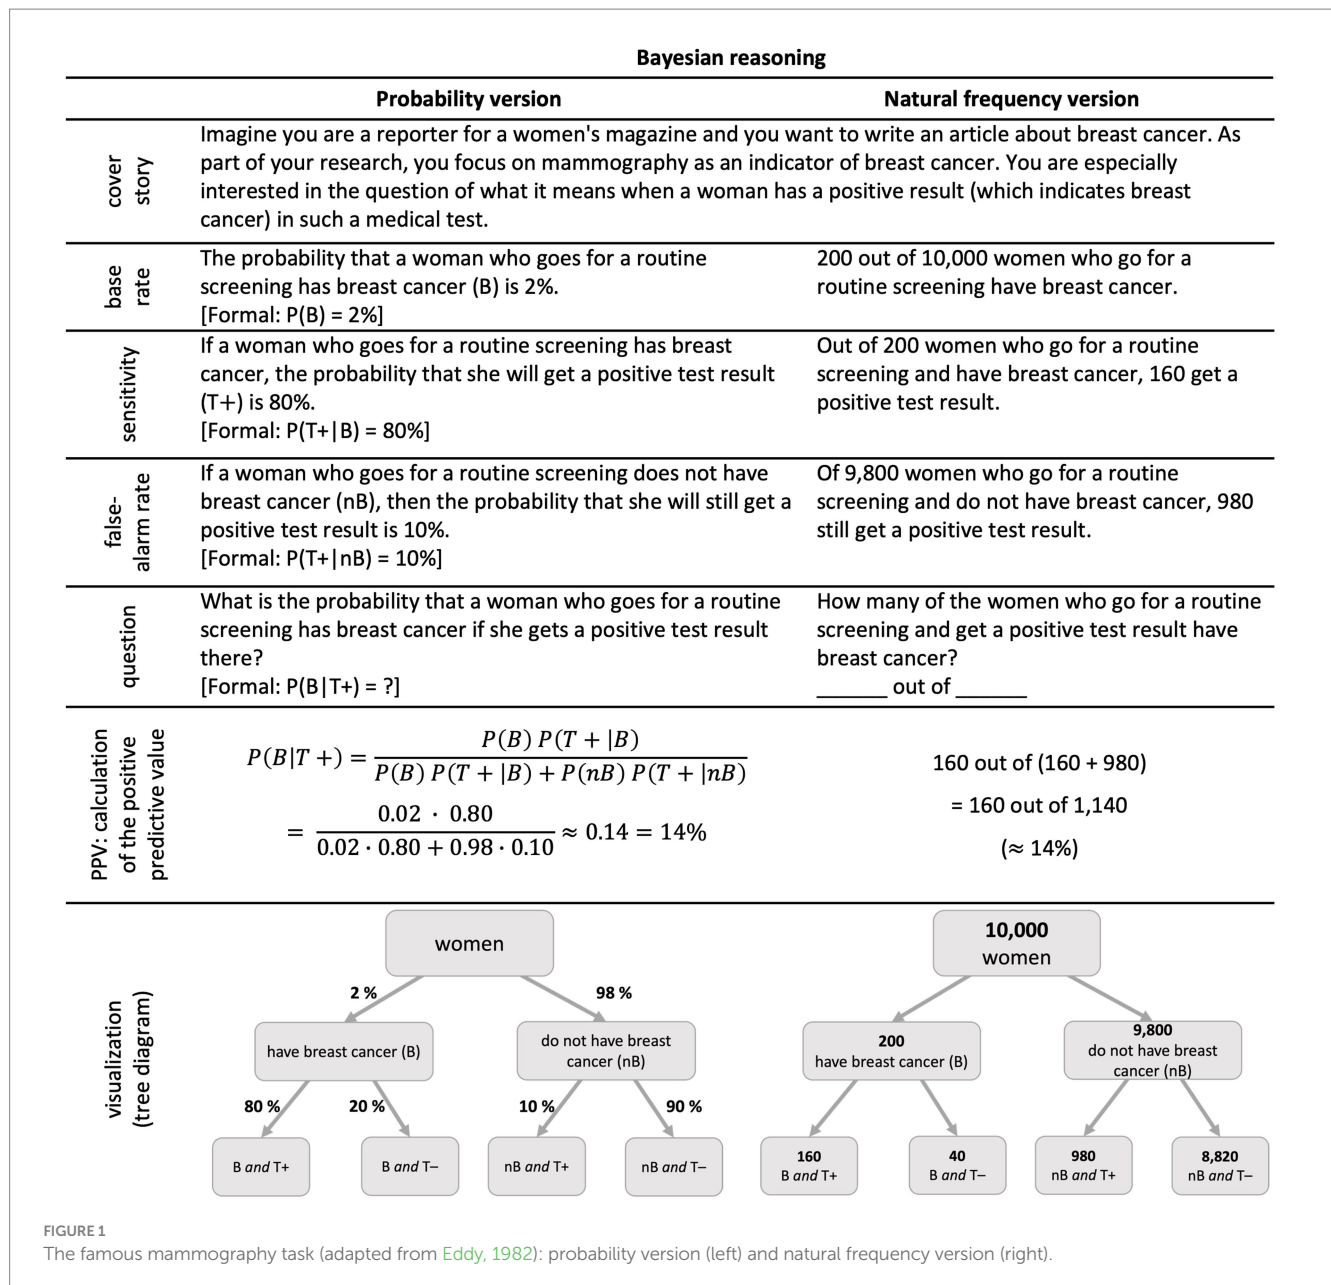 Bayesian reasoning
Probability version
Natural frequency version
cover
story
Imagine you are a reporter for a women's magazine and you want to write an article about breast cancer. As
part of your research, you focus on mammography as an indicator of breast cancer. You are especially
interested in the question of what it means when a woman has a positive result (which indicates breast
cancer) in such a medical test.
base
rate
The probability that a woman who goes for a routine
screening has breast cancer (B) is 2%.
[Formal: P(B) = 2%]
200 out of 10,000 women who go for a
routine screening have breast cancer.
sensitivity
If a woman who goes for a routine screening has breast
cancer, the probability that she will get a positive test result
(T+) is 80%.
[Formal: P(T+|B) = 80%]
Out of 200 women who go for a routine
screening and have breast cancer, 160 get a
positive test result.
false-
alarm rate
If a woman who goes for a routine screening does not have
breast cancer (nB), then the probability that she will still get a
positive test result is 10%.
[Formal: P(T+|nB) = 10%]
Of 9,800 women who go for a routine
screening and do not have breast cancer, 980
still get a positive test result.
question
What is the probability that a woman who goes for a routine
screening has breast cancer if she gets a positive test result
there?
[Formal: P(B|T+) = ?]
How many of the women who go for a routine
screening and get a positive test result have
breast cancer?
______ out of ______
PPV: calculation
of the positive
predictive value
P(B|T +) =
P(B) P(T + |B)
P(B) P(T + |B) + P(nB) P(T + |nB)
=
0.02 · 0.80
0.02 · 0.80 + 0.98 · 0.10
≈ 0.14 = 14%
160 out of (160 + 980)
= 160 out of 1,140
(≈ 14%)
visualization
(tree diagram)
women
2 %
98 %
have breast cancer (B)
do not have breast
cancer (nB)
80 %
20 %
10 %
90 %
B and T+
B and T–
nB and T+
nB and T–
10,000
women
200
have breast cancer (B)
9,800
do not have breast
cancer (nB)
160
B and T+
40
B and T–
980
nB and T+
8,820
nB and T–
FIGURE 1
The famous mammography task (adapted from Eddy, 1982): probability version (left) and natural frequency version (right).